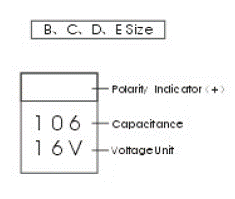 B、C、D、E Size
Polarity Indicator（+）
106 Capacitance
16V Voltage Unit